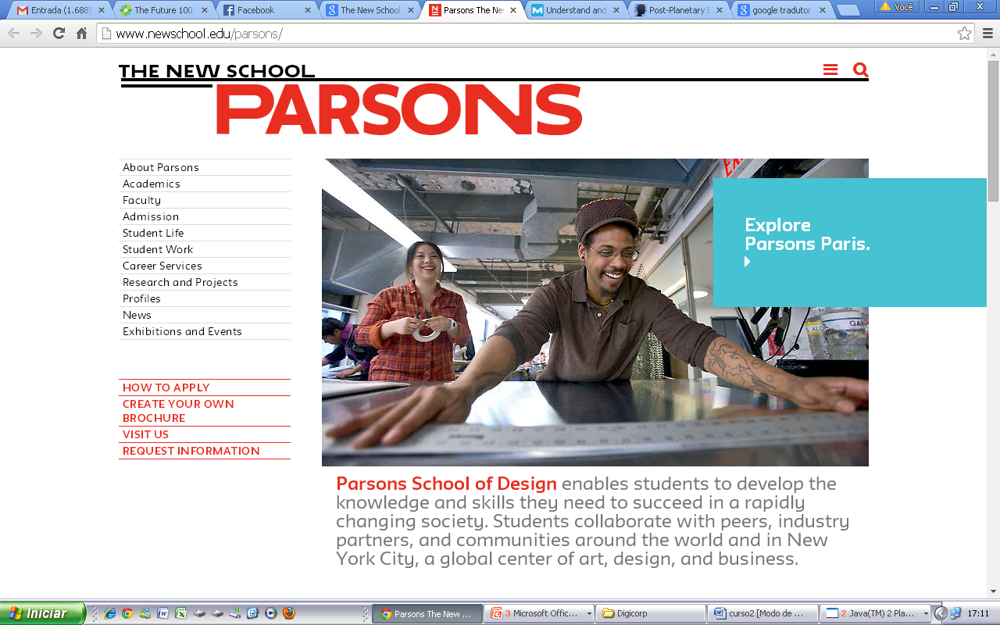 Entrada (1.688)
The Future 100
Facebook
The New School
Parsons The Ne
Understand and
Post-Planetary D
google tradutor
Você
www.newschool.edu/parsons/
THE NEW SCHOOL
PARSONS
About Parsons
Academics
Faculty
Admission
Student Life
Student Work
Career Services
Research and Projects
Profiles
News
Exhibitions and Events
HOW TO APPLY
CREATE YOUR OWN
BROCHURE
VISIT US
REQUEST INFORMATION
Explore
Parsons Paris.
Parsons School of Design enables students to develop the
knowledge and skills they need to succeed in a rapidly
changing society. Students collaborate with peers, industry
partners, and communities around the world and in New
York City, a global center of art, design, and business.
Iniciar
Parsons The New ...
3 Microsoft Offic...
Digicorp
curso2 [Modo de ...
2 Java(TM) 2 Pla...
17:11